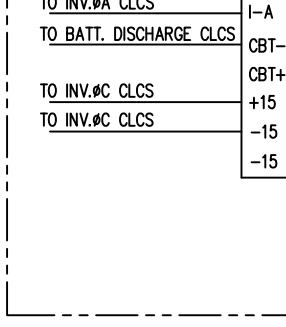 TO INV.øA CLCS
I-A
TO BATT. DISCHARGE CLCS
CBT-
CBT+
TO INV.øC CLCS
+15
TO INV.øC CLCS
-15
-15